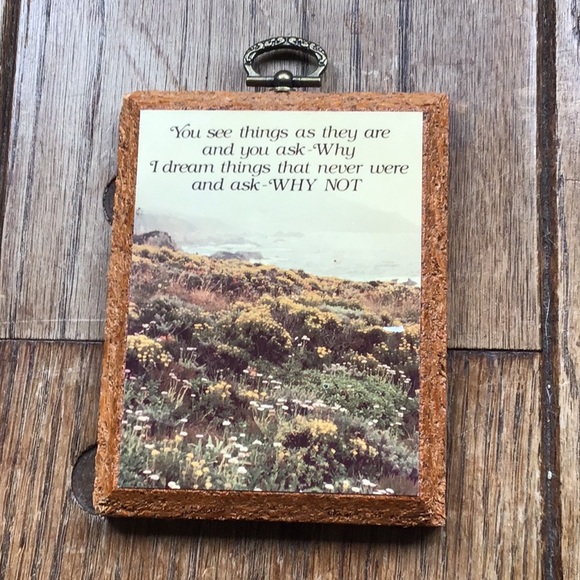 You see things as they are
and you ask-Why
I dream things that never were
and ask-WHY NOT